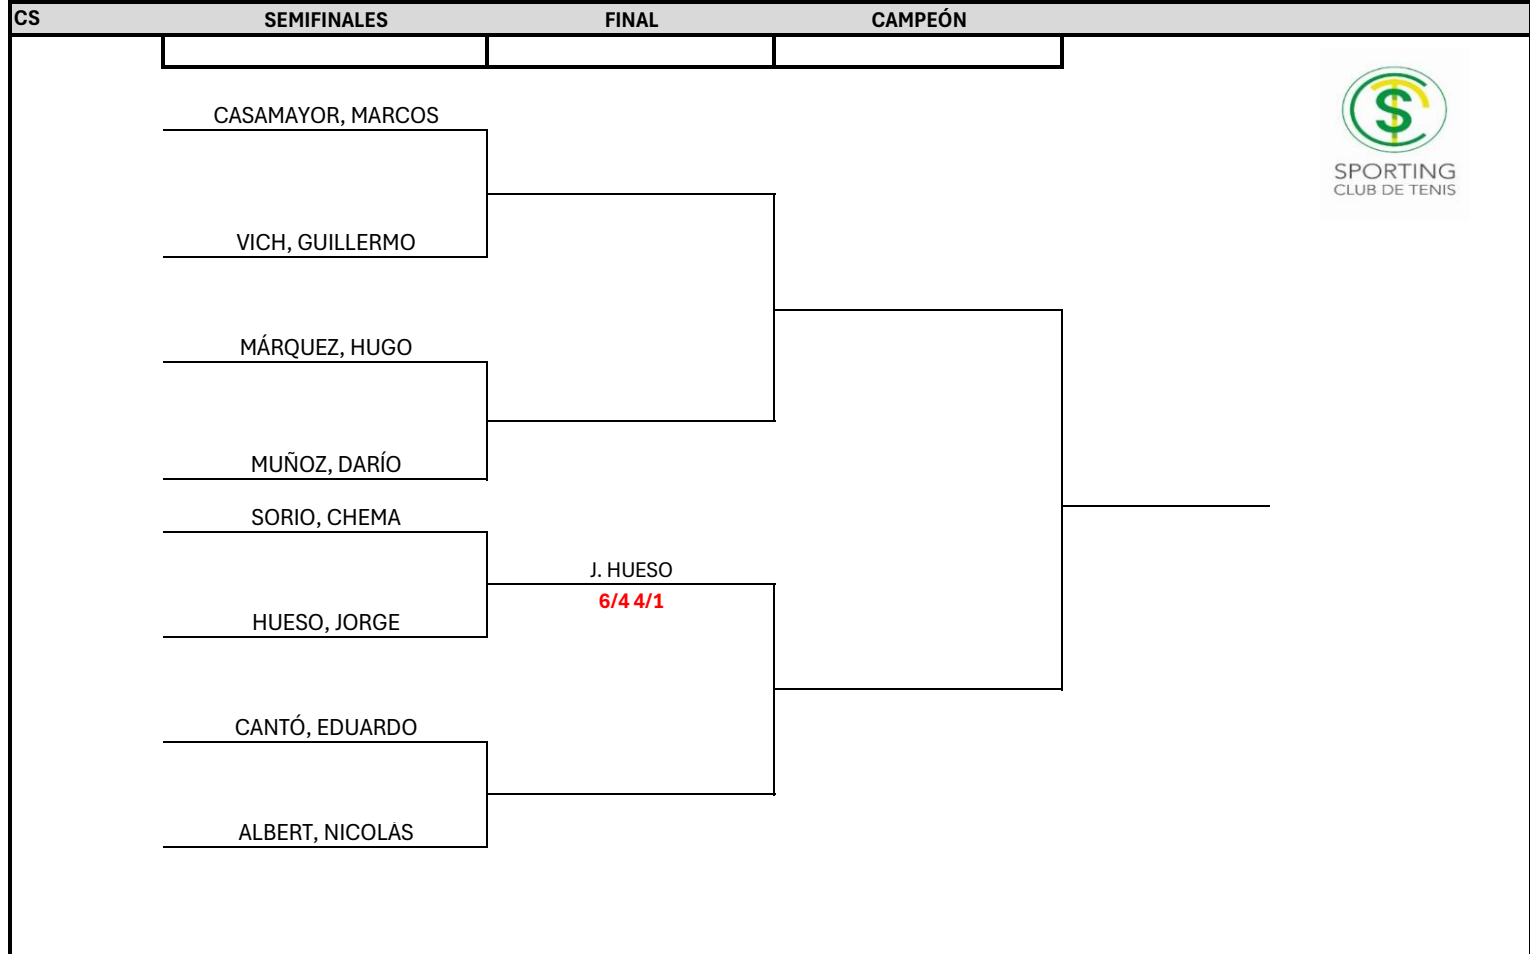 CS SEMIFINALES FINAL CAMPEÓN
CASAMAYOR, MARCOS
SPORTING
CLUB DE TENIS
VICH, GUILLERMO
MÁRQUEZ, HUGO
MUÑOZ, DARÍO
SORIO, CHEMA
J. HUESO
6/4 4/1
HUESO, JORGE
CANTÓ, EDUARDO
ALBERT, NICOLÁS